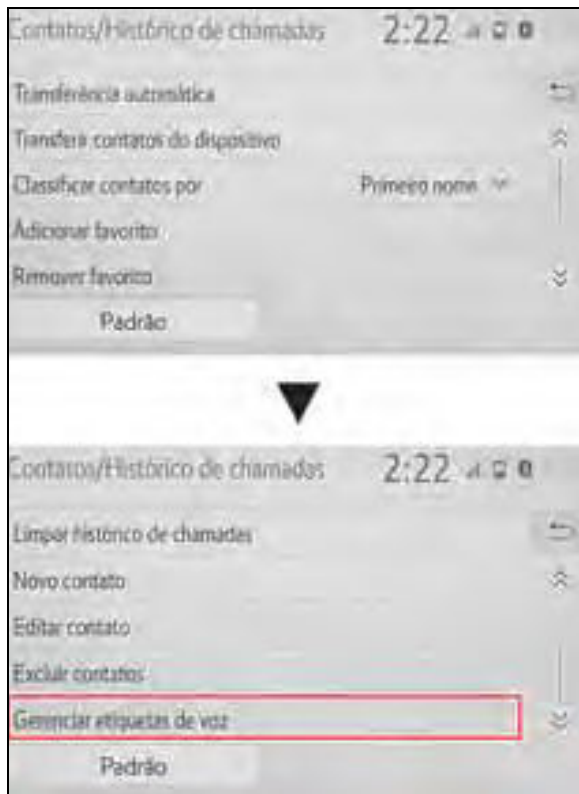 Contatos/Histórico de chamadas 2:22
Transferência automática
Transferir contatos do dispositivo
Classificar contatos por Primeiro nome
Adicionar favorito
Remover favorito
Padrão
Contatos/Histórico de chamadas 2:22
Limpar histórico de chamadas
Novo contato
Editar contato
Excluir contatos
Gerenciar etiquetas de voz
Padrão